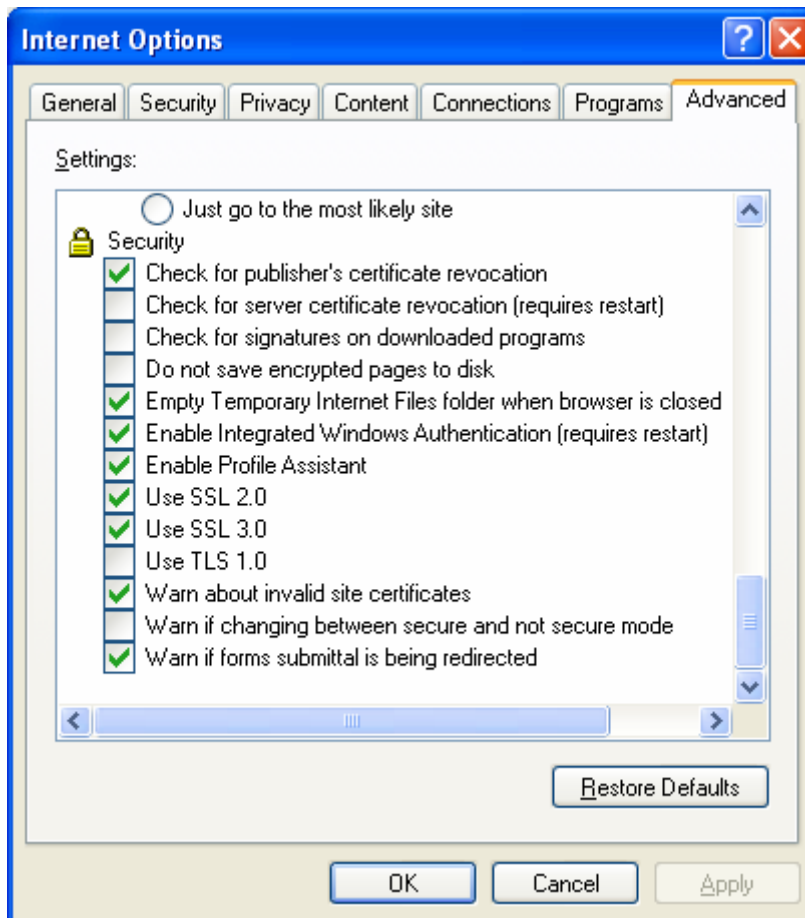 Internet Options
General Security Privacy Content Connections Programs Advanced
Settings:
Just go to the most likely site
Security
Check for publisher's certificate revocation
Check for server certificate revocation (requires restart)
Check for signatures on downloaded programs
Do not save encrypted pages to disk
Empty Temporary Internet Files folder when browser is closed
Enable Integrated Windows Authentication (requires restart)
Enable Profile Assistant
Use SSL 2.0
Use SSL 3.0
Use TLS 1.0
Warn about invalid site certificates
Warn if changing between secure and not secure mode
Warn if forms submittal is being redirected
Restore Defaults
OK Cancel Apply